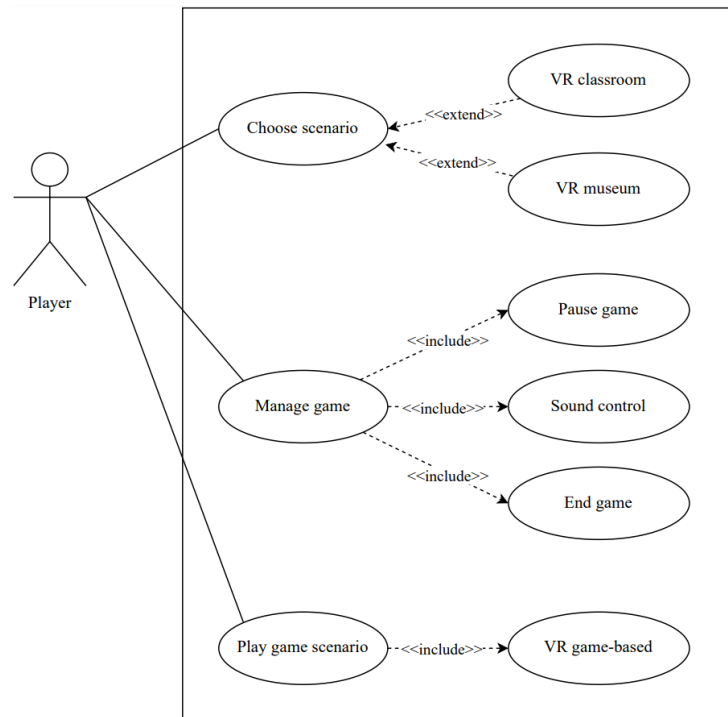 VR classroom
<<extend>>
Choose scenario
<<extend>>
VR museum
Player
Pause game
<<include>>
Manage game
<<include>>
Sound control
<<include>>
End game
Play game scenario
<<include>>
VR game-based